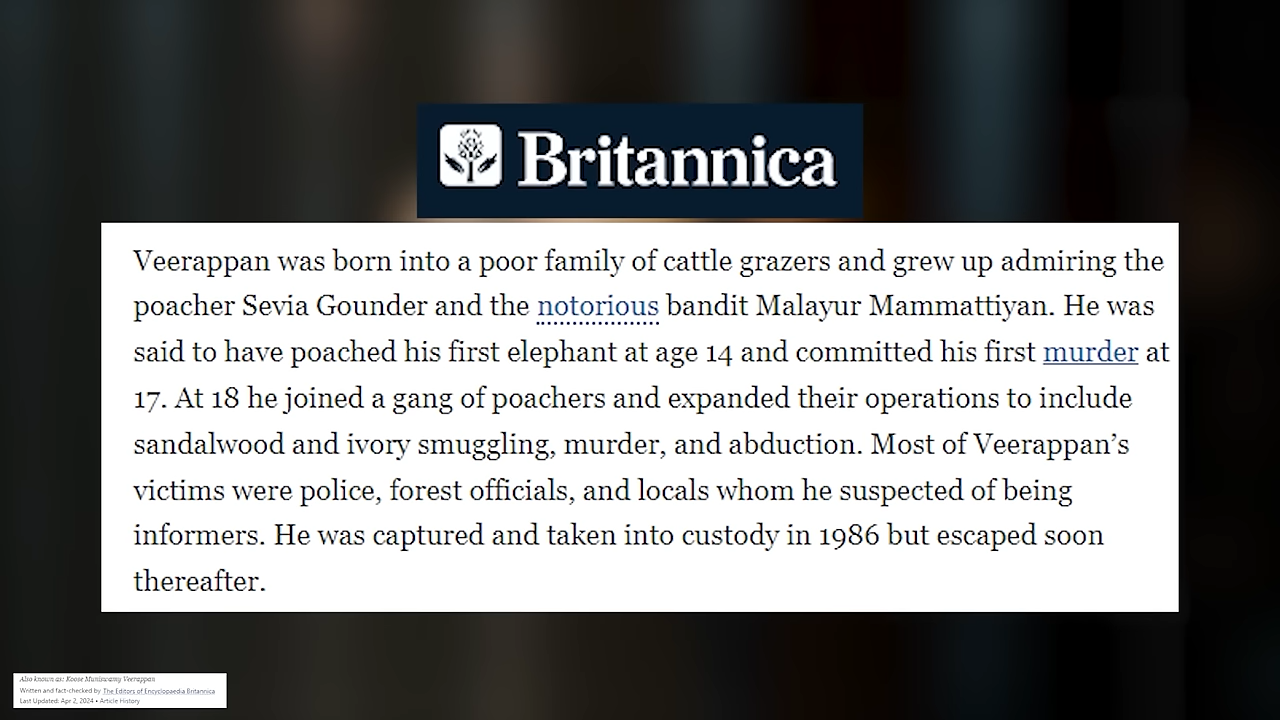 Britannica
Veerappan was born into a poor family of cattle grazers and grew up admiring the
poacher Sevia Gounder and the notorious bandit Malayur Mammattiyan. He was
said to have poached his first elephant at age 14 and committed his first murder at
17. At 18 he joined a gang of poachers and expanded their operations to include
sandalwood and ivory smuggling, murder, and abduction. Most of Veerappan’s
victims were police, forest officials, and locals whom he suspected of being
informers. He was captured and taken into custody in 1986 but escaped soon
thereafter.
Also known as: Koose Muniswamy Veerappan
Written and fact-checked by The Editors of Encyclopaedia Britannica
Last Updated: Apr 2, 2024 • Article History